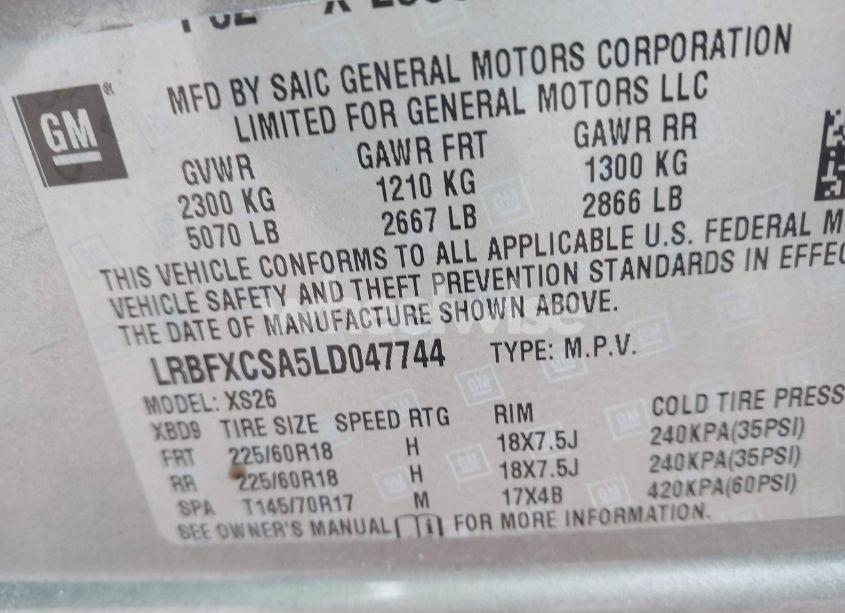 MFD BY SAIC GENERAL MOTORS CORPORATION
LIMITED FOR GENERAL MOTORS LLC
GM
GVWR GAWR FRT GAWR RR
2300 KG 1210 KG 1300 KG
5070 LB 2667 LB 2866 LB
THIS VEHICLE CONFORMS TO ALL APPLICABLE U.S. FEDERAL M
VEHICLE SAFETY AND THEFT PREVENTION STANDARDS IN EFFEC
THE DATE OF MANUFACTURE SHOWN ABOVE.
LRBFXCSA5LD047744 TYPE: M.P.V.
MODEL: XS26
XBD9 TIRE SIZE SPEED RTG RIM COLD TIRE PRESS
FRT 225/60R18 H 18X7.5J 240KPA(35PSI)
RR 225/60R18 H 18X7.5J 240KPA(35PSI)
SPA T145/70R17 M 17X4B 420KPA(60PSI)
SEE OWNER'S MANUAL FOR MORE INFORMATION.